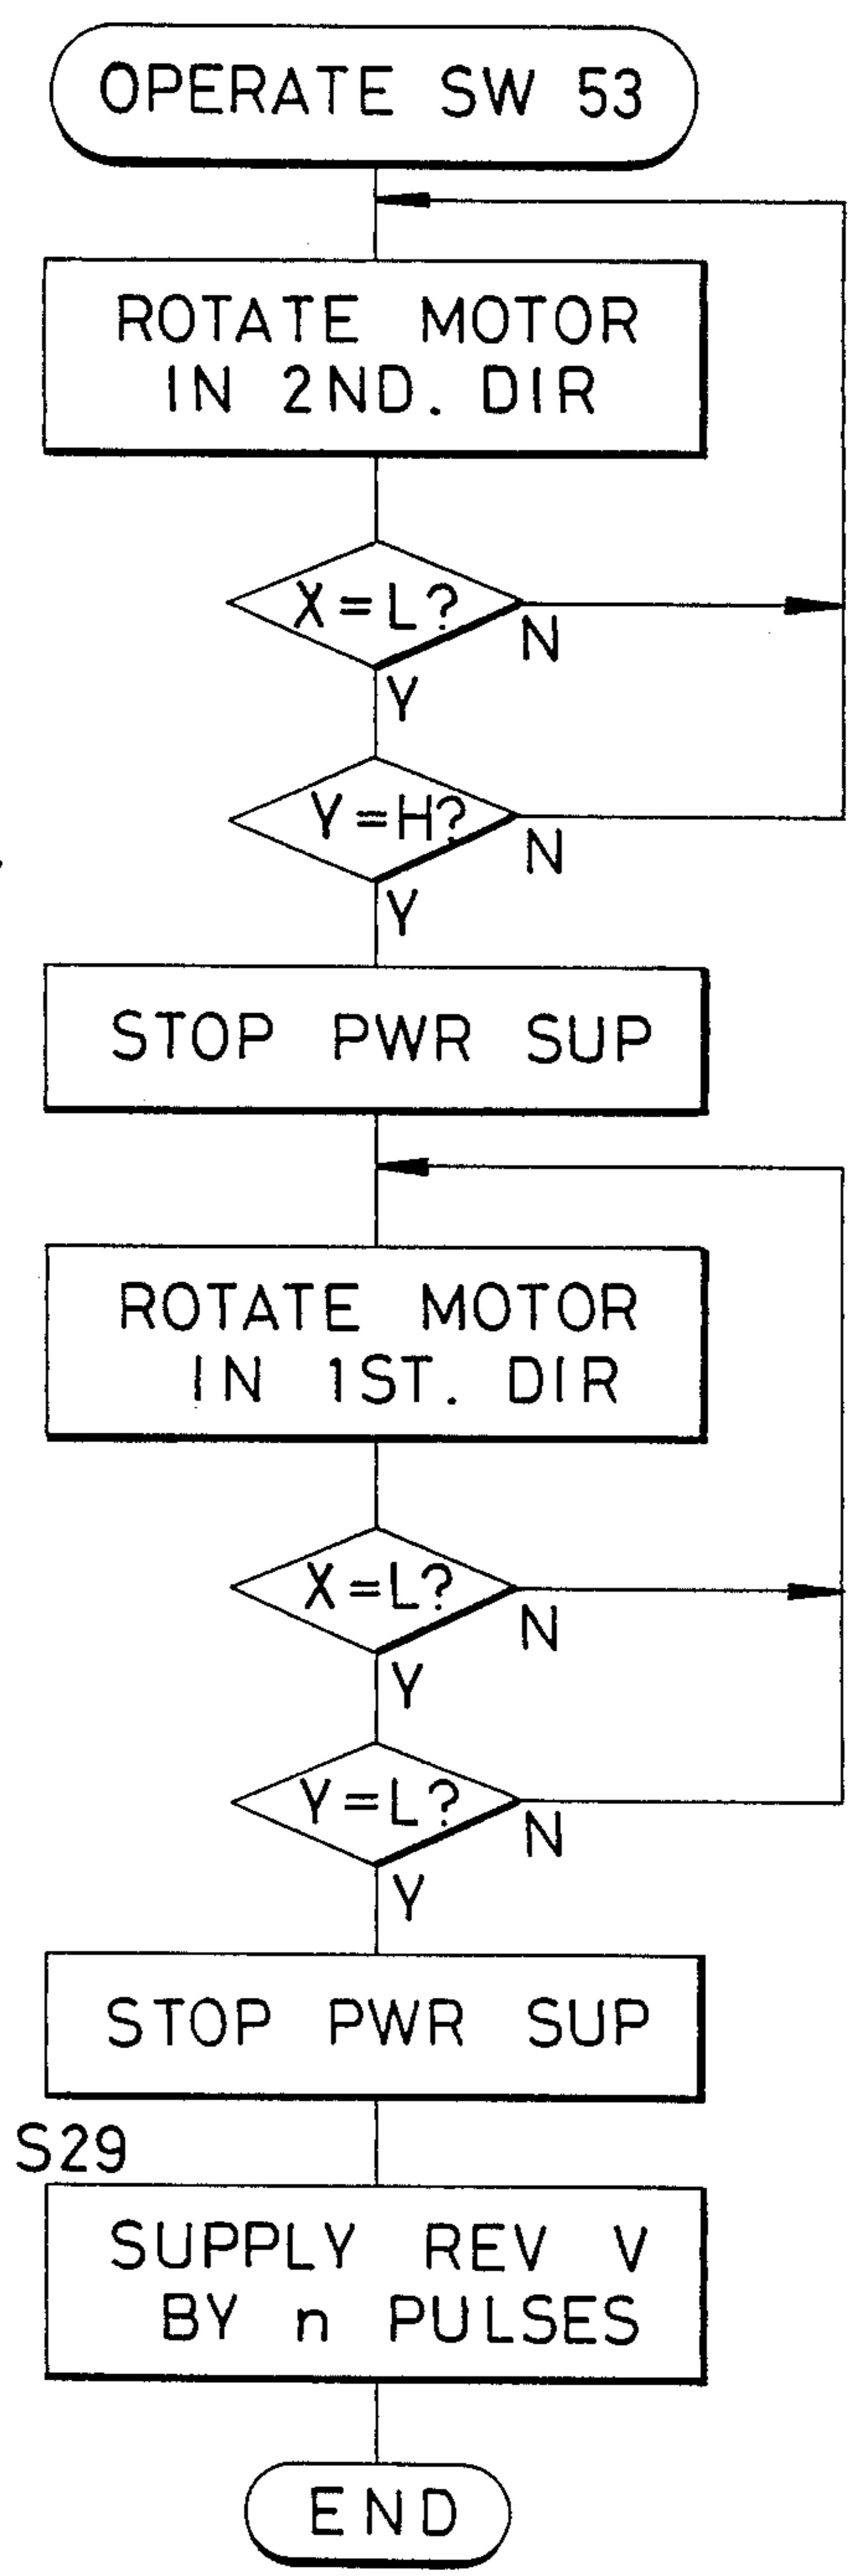 OPERATE SW 53
ROTATE MOTOR
IN 2ND. DIR
X=L?
N
Y
Y=H?
N
Y
STOP PWR SUP
ROTATE MOTOR
IN 1ST. DIR
X=L?
N
Y
Y=L?
N
Y
STOP PWR SUP
S29
SUPPLY REV V
BY n PULSES
END